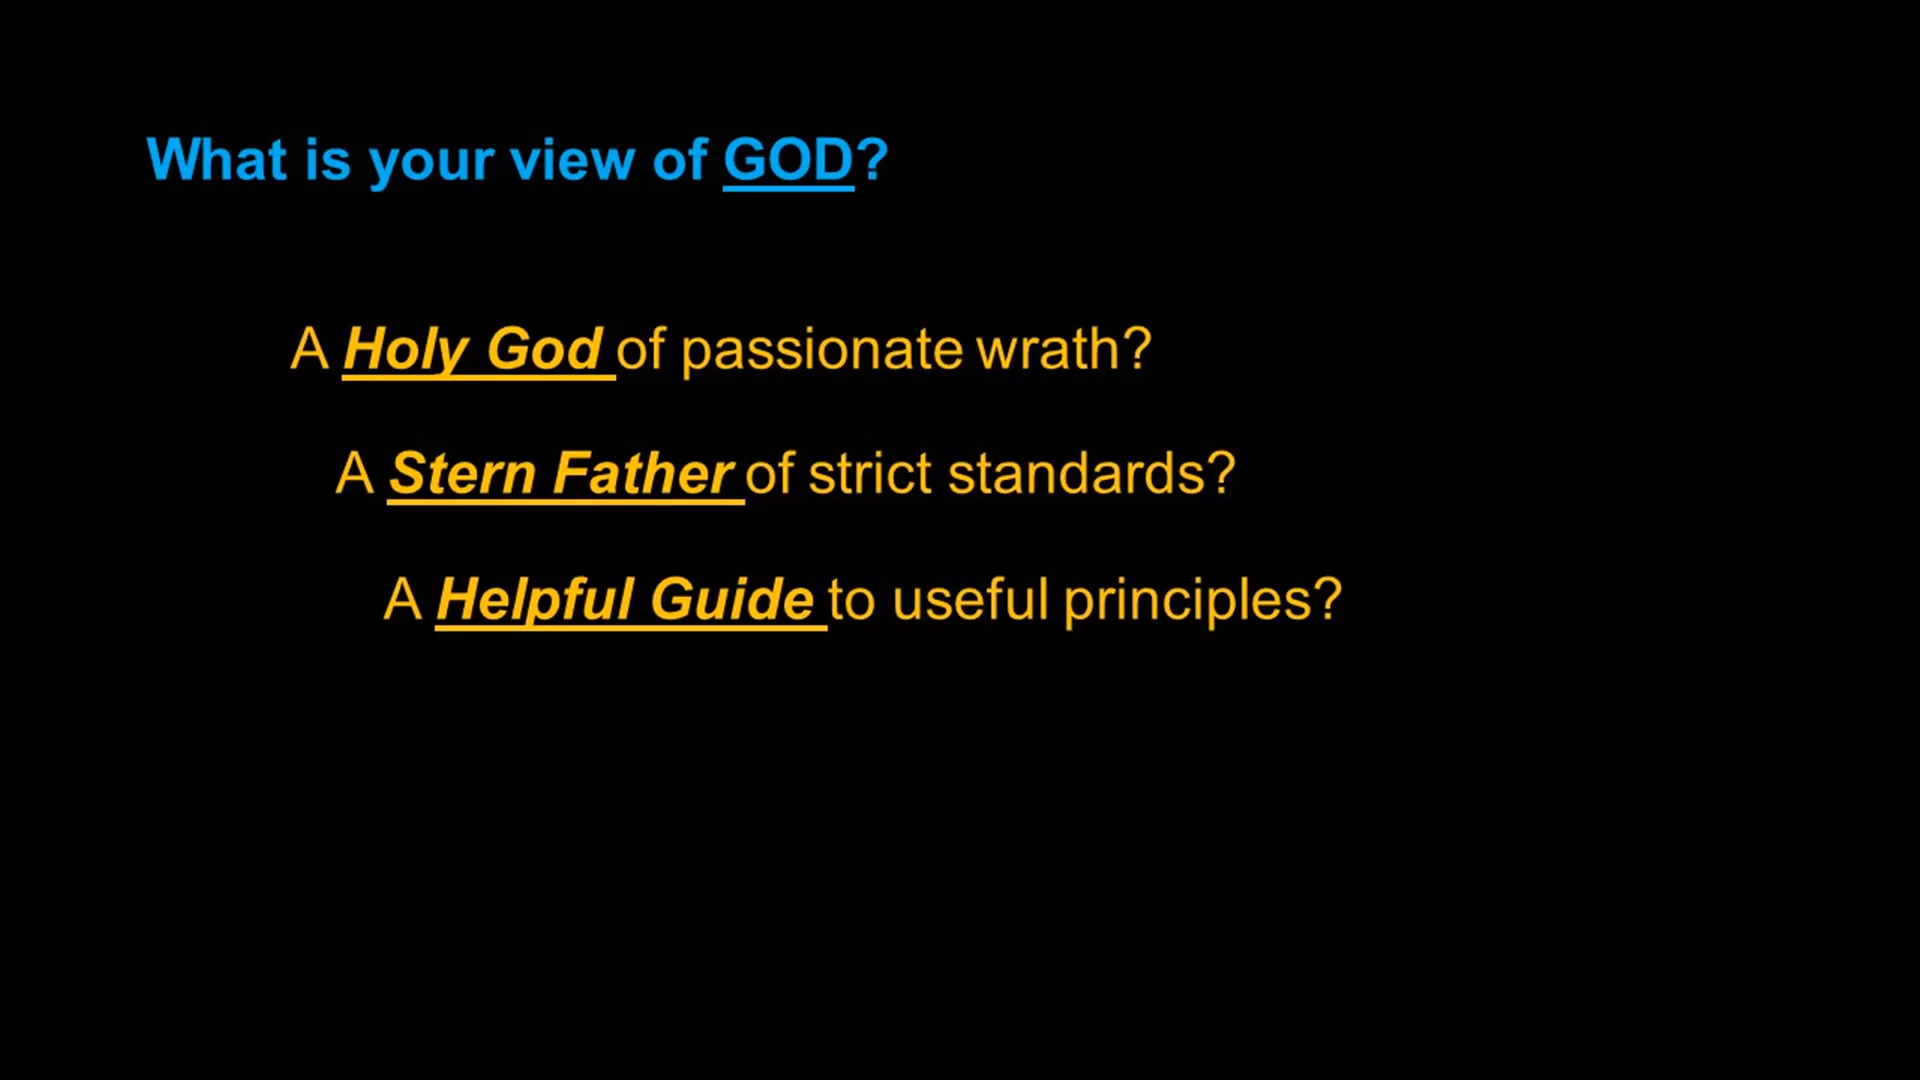 What is your view of GOD?
A Holy God of passionate wrath?
A Stern Father of strict standards?
A Helpful Guide to useful principles?